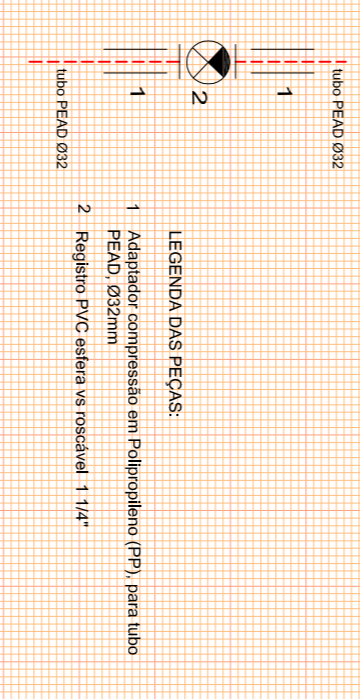 tubo PEAD Ø32
1
2
1
tubo PEAD Ø32
LEGENDA DAS PEÇAS:
1 Adaptador compressão em Polipropileno (PP), para tubo
PEAD, Ø32mm
2 Registro PVC esfera vs roscável 1 1/4"